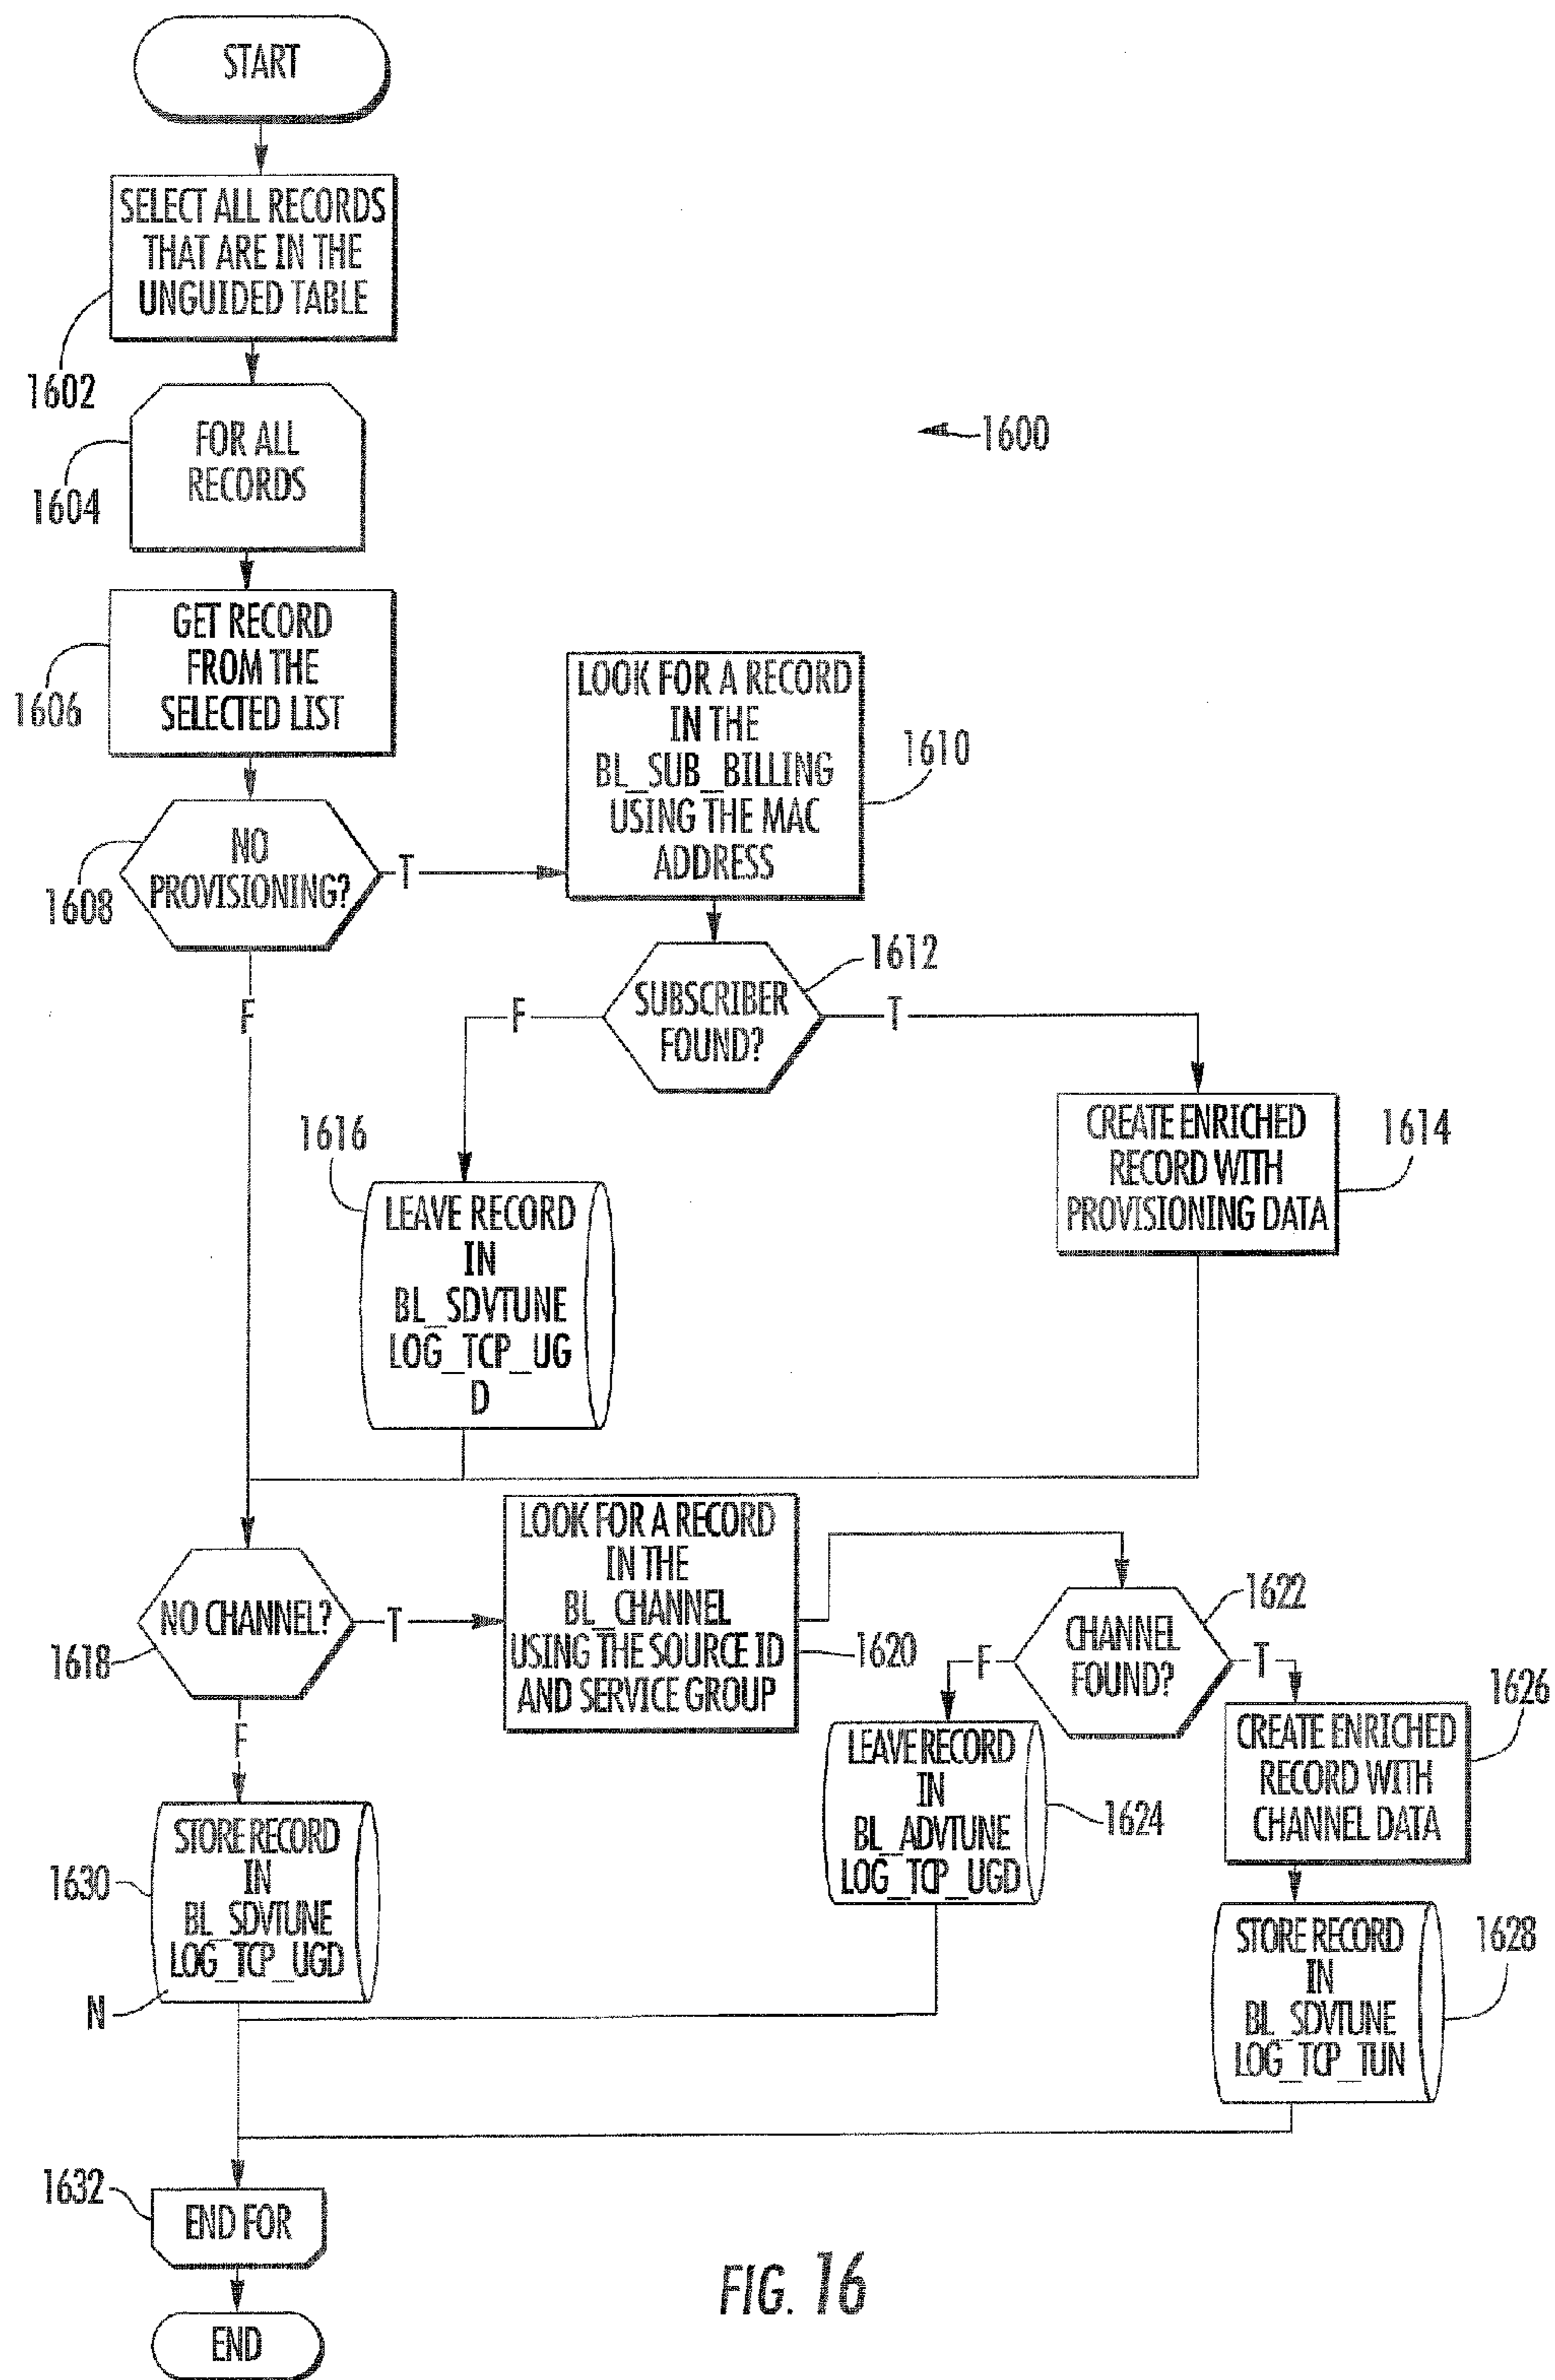 START
SELECT ALL RECORDS
THAT ARE IN THE
UNGUIDED TABLE
1602
FOR ALL
RECORDS
1604
1600
GET RECORD
FROM THE
SELECTED LIST
1606
LOOK FOR A RECORD
IN THE
BL_SUB_BILLING
USING THE MAC
ADDRESS
1610
NO
PROVISIONING?
1608
T
F
SUBSCRIBER
FOUND?
1612
F
T
CREATE ENRICHED
RECORD WITH
PROVISIONING DATA
1614
1616
LEAVE RECORD
IN
BL_SDVTUNE
LOG_TCP_UG
D
NO CHANNEL?
1618
T
F
LOOK FOR A RECORD
IN THE
BL_CHANNEL
USING THE SOURCE ID
AND SERVICE GROUP
1620
CHANNEL
FOUND?
1622
F
T
LEAVE RECORD
IN
BL_ADVTUNE
LOG_TCP_UGD
1624
CREATE ENRICHED
RECORD WITH
CHANNEL DATA
1626
STORE RECORD
IN
BL_SDVTUNE
LOG_TCP_UGD
1630
N
STORE RECORD
IN
BL_SDVTUNE
LOG_TCP_TUN
1628
1632
END FOR
END
FIG. 16